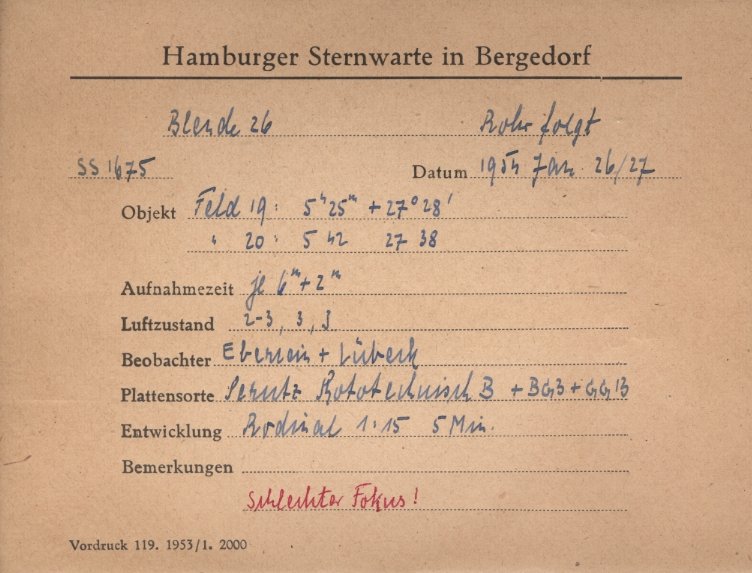 Hamburger Sternwarte in Bergedorf
Blende 26 Rohr folgt
SS 1675 Datum 1954 Jan. 26/27
Objekt Feld 19: 5ʰ25ᵐ +27°28'
" 20: 5 42 27 38
Aufnahmezeit je 6ᵐ+2ᵐ
Luftzustand 2-3, 3, 3
Beobachter + Lübeck
Plattensorte Perutz B + BG3 + GG13
Entwicklung Rodinal 1:15 5 Min.
Bemerkungen
Schlechter Fokus!
Vordruck 119. 1953/1. 2000